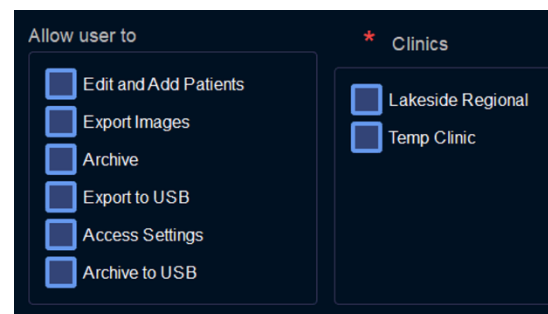 Allow user to
Edit and Add Patients
Export Images
Archive
Export to USB
Access Settings
Archive to USB
* Clinics
Lakeside Regional
Temp Clinic